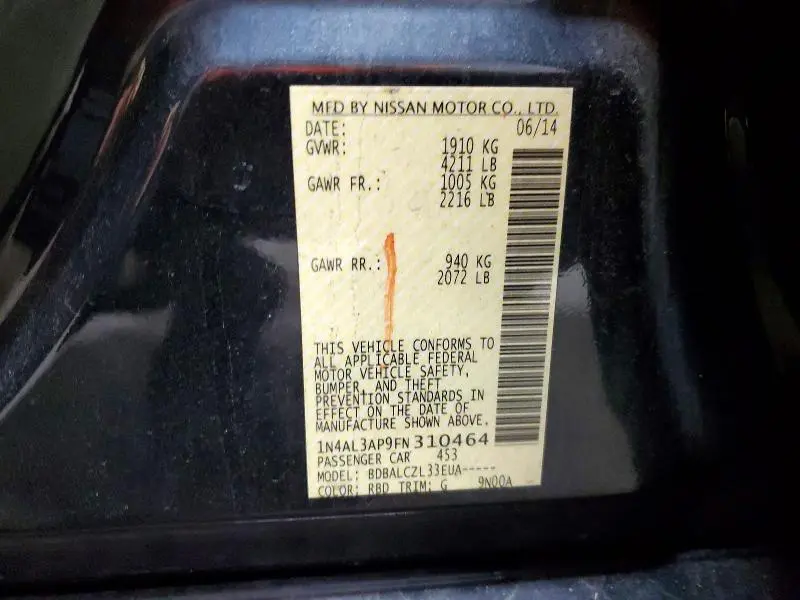 MFD BY NISSAN MOTOR CO., LTD.
DATE: 06/14
GVWR: 1910 KG
4211 LB
GAWR FR.: 1005 KG
2216 LB
GAWR RR.: 940 KG
2072 LB
THIS VEHICLE CONFORMS TO
ALL APPLICABLE FEDERAL
MOTOR VEHICLE SAFETY,
BUMPER, AND THEFT
PREVENTION STANDARDS IN
EFFECT ON THE DATE OF
MANUFACTURE SHOWN ABOVE.
1N4AL3AP9FN310464
PASSENGER CAR 453
MODEL: BDBALCZL33EUA-----
COLOR: RBD TRIM: G 9N00A